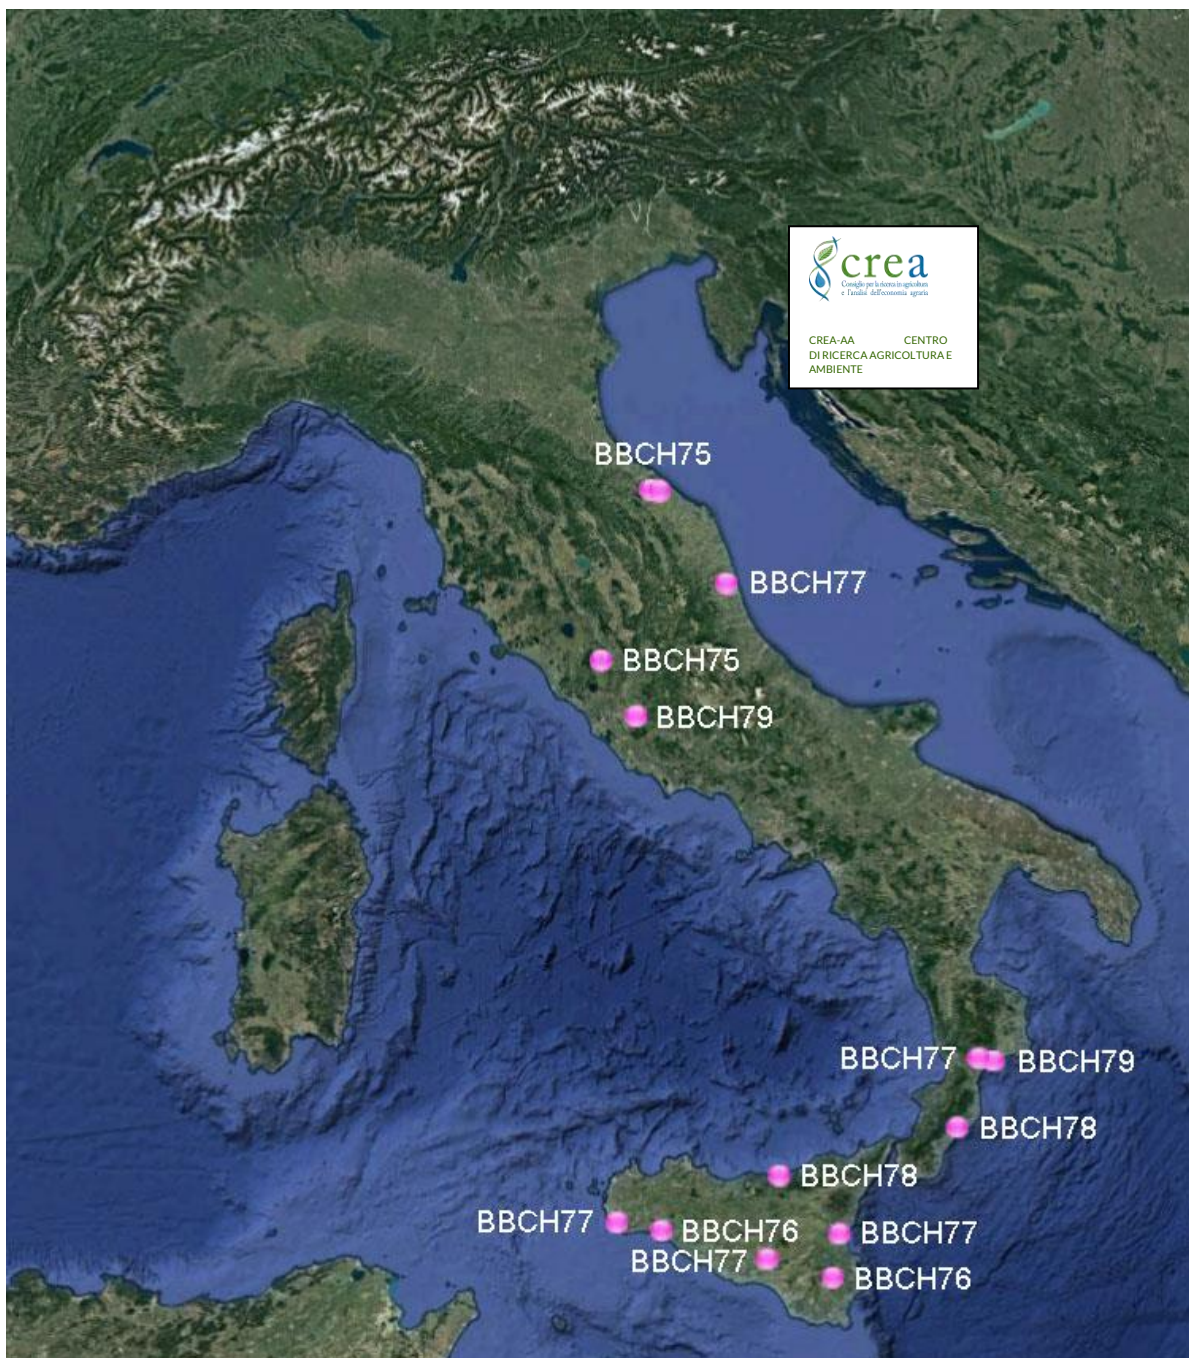 crea
Consiglio per la ricerca in agricoltura
e l'analisi dell'economia agraria
CREA-AA CENTRO
DI RICERCA AGRICOLTURA E
AMBIENTE
BBCH75
BBCH77
BBCH75
BBCH79
BBCH77
BBCH79
BBCH78
BBCH78
BBCH77
BBCH76
BBCH77
BBCH77
BBCH76